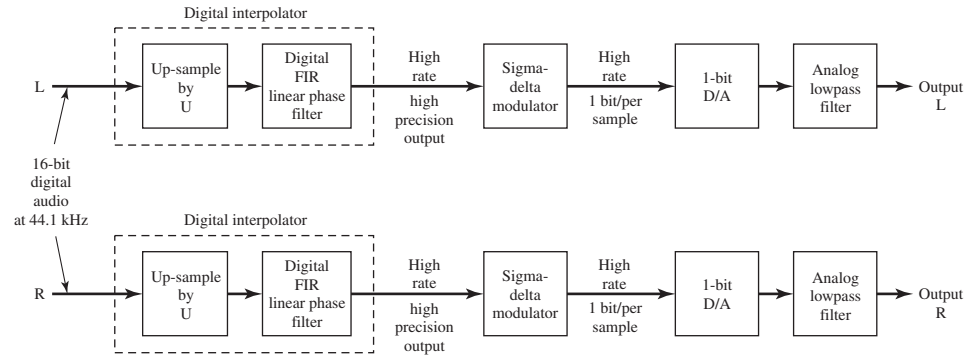 Digital interpolator
L
Up-sample
by
U
Digital
FIR
linear phase
filter
High
rate
high
precision
output
Sigma-
delta
modulator
High
rate
1 bit/per
sample
1-bit
D/A
Analog
lowpass
filter
Output
L
16-bit
digital
audio
at 44.1 kHz
Digital interpolator
R
Up-sample
by
U
Digital
FIR
linear phase
filter
High
rate
high
precision
output
Sigma-
delta
modulator
High
rate
1 bit/per
sample
1-bit
D/A
Analog
lowpass
filter
Output
R